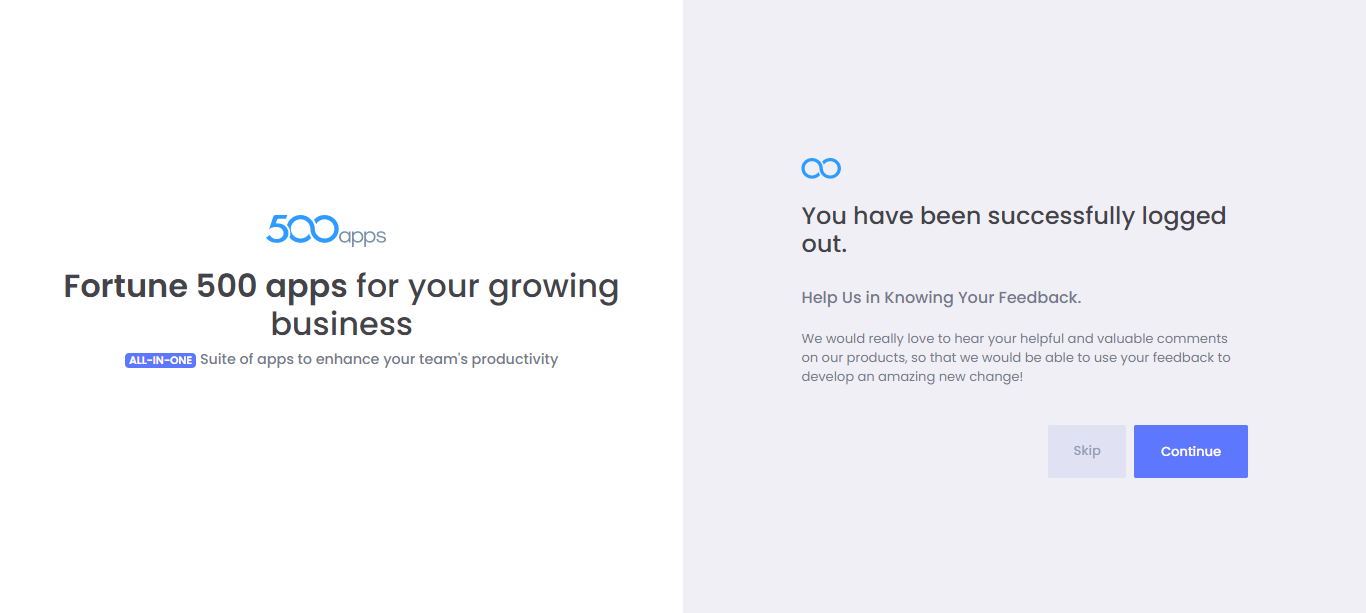 500apps
Fortune 500 apps for your growing
business
ALL-IN-ONE Suite of apps to enhance your team's productivity
You have been successfully logged
out.
Help Us in Knowing Your Feedback.
We would really love to hear your helpful and valuable comments
on our products, so that we would be able to use your feedback to
develop an amazing new change!
Skip Continue